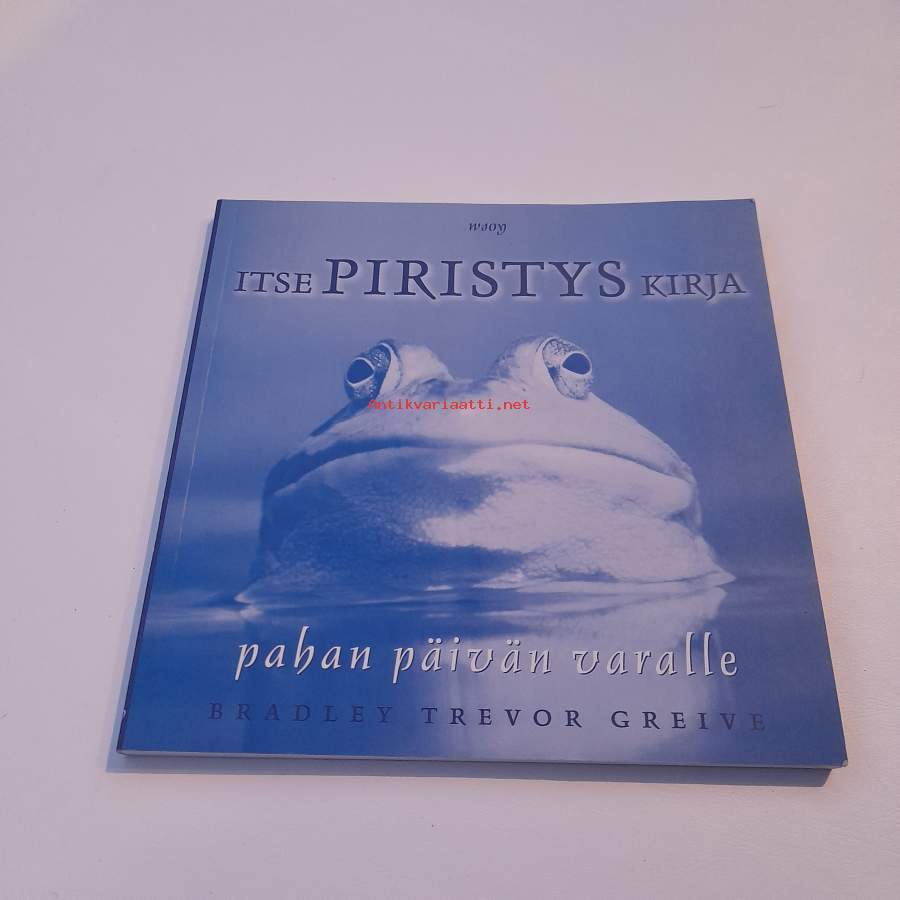 wsoy
ITSE PIRISTYS KIRJA
Antikvariaatti.net
pahan päivän varalle
BRADLEY TREVOR GREIVE